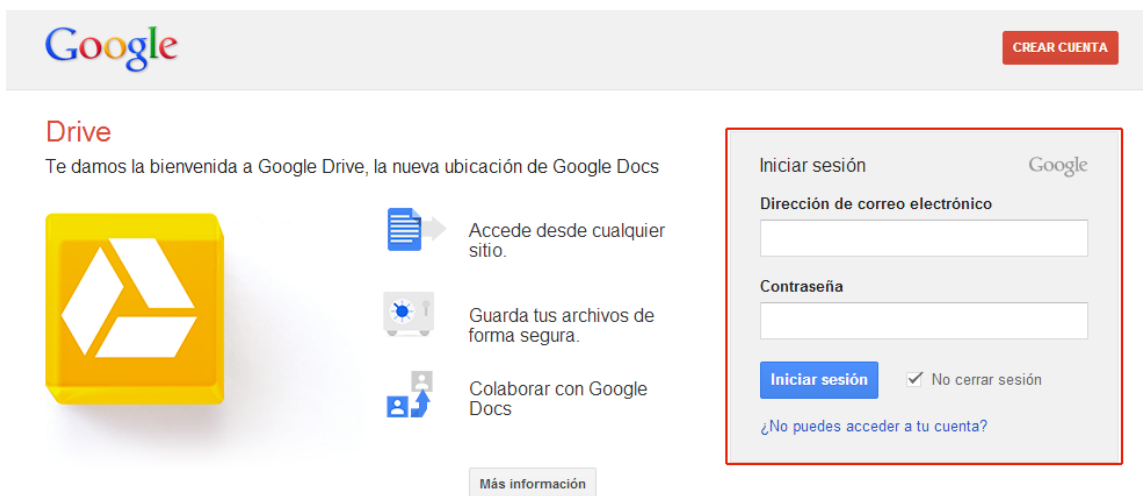 Google
CREAR CUENTA
Drive
Te damos la bienvenida a Google Drive, la nueva ubicación de Google Docs
Accede desde cualquier
sitio.
Guarda tus archivos de
forma segura.
Colaborar con Google
Docs
Más información
Iniciar sesión
Google
Dirección de correo electrónico
Contraseña
Iniciar sesión
No cerrar sesión
¿No puedes acceder a tu cuenta?